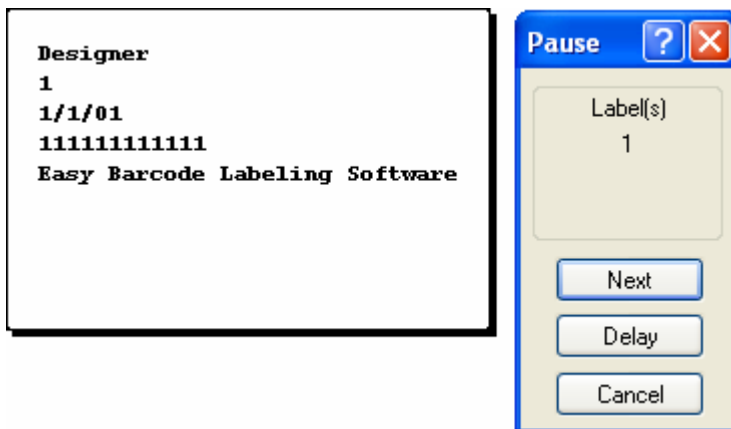 Designer
1
1/1/01
111111111111
Easy Barcode Labeling Software
Pause
Label(s)
1
Next
Delay
Cancel